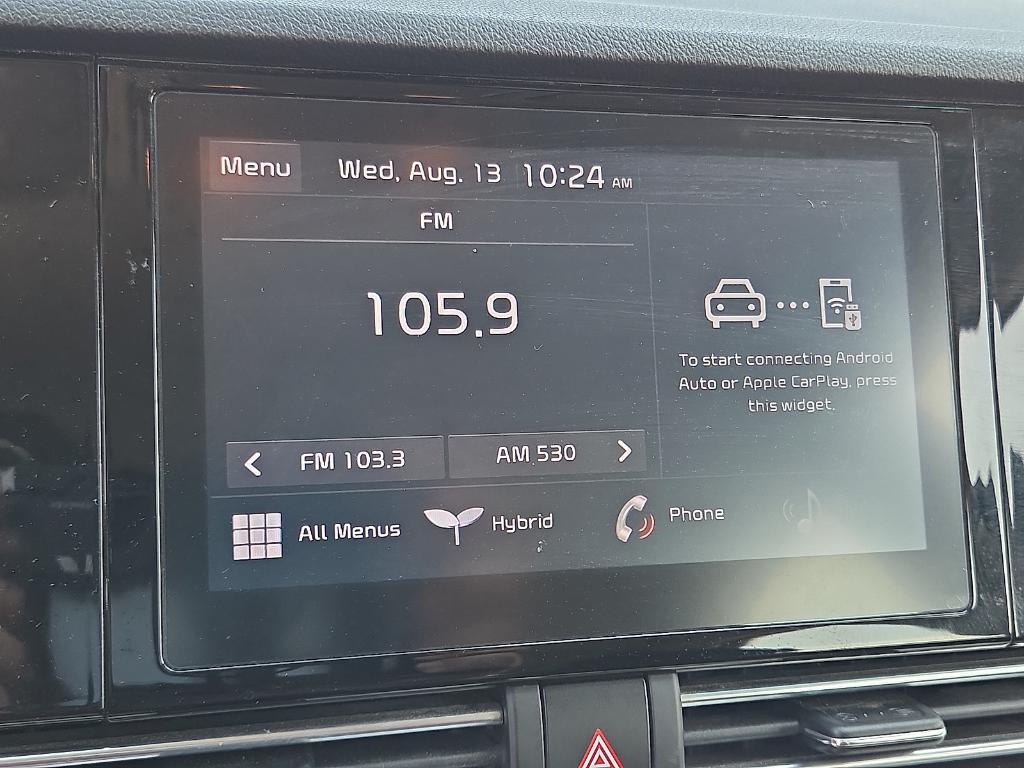 Menu Wed, Aug. 13 10:24 AM
FM
105.9
To start connecting Android
Auto or Apple CarPlay, press
this widget.
FM 103.3 AM 530
All Menus Hybrid Phone